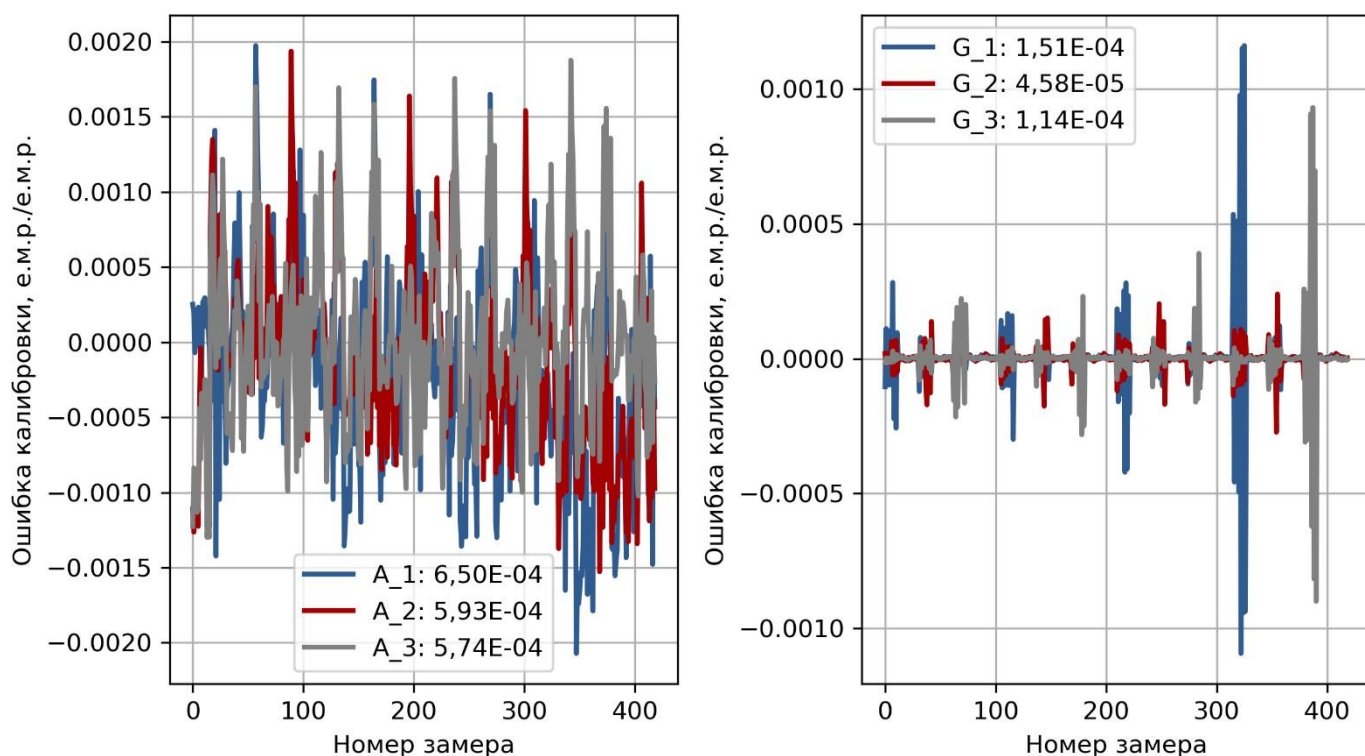 Ошибка калибровки, е.м.р./е.м.р.
0.0020
0.0015
0.0010
0.0005
0.0000
−0.0005
−0.0010
−0.0015
−0.0020
A_1: 6,50E-04
A_2: 5,93E-04
A_3: 5,74E-04
0
100
200
300
400
Номер замера
Ошибка калибровки, е.м.р./е.м.р.
0.0010
0.0005
0.0000
−0.0005
−0.0010
G_1: 1,51E-04
G_2: 4,58E-05
G_3: 1,14E-04
0
100
200
300
400
Номер замера